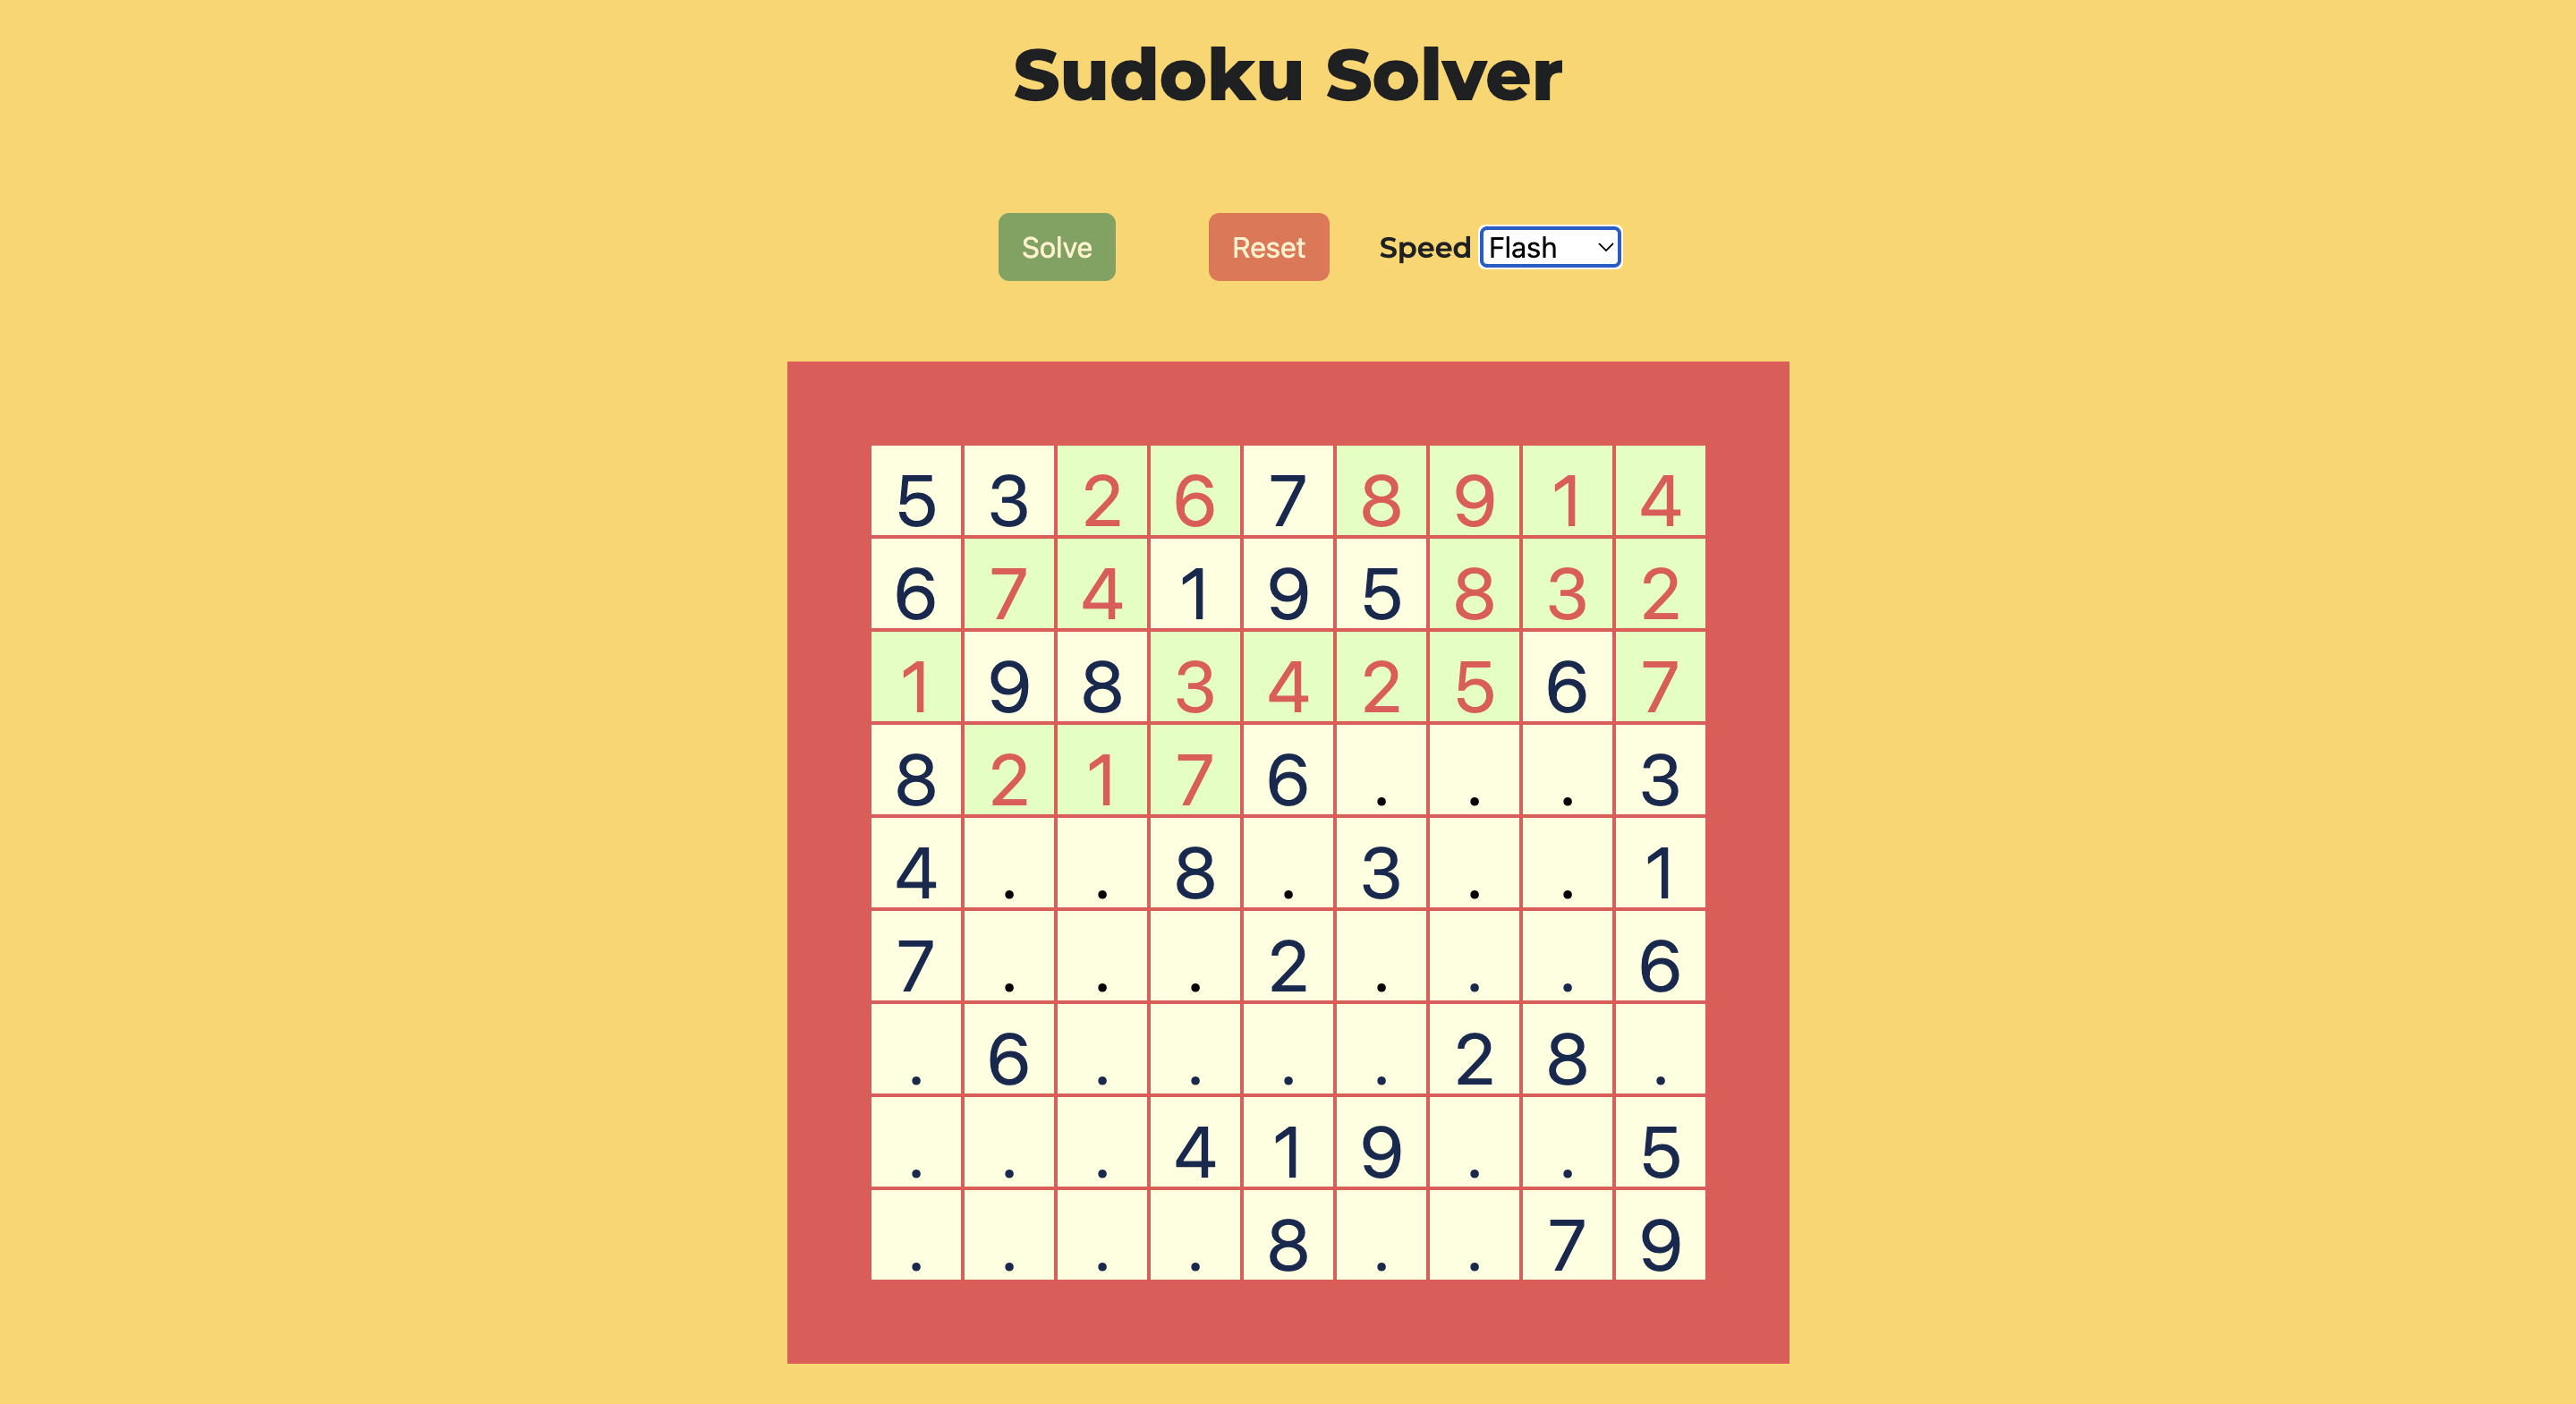 Sudoku Solver
Solve Reset Speed Flash
5 3 2 6 7 8 9 1 4
6 7 4 1 9 5 8 3 2
1 9 8 3 4 2 5 6 7
8 2 1 7 6 . . . 3
4 . . 8 . 3 . . 1
7 . . . 2 . . . 6
. 6 . . . . 2 8 .
. . . 4 1 9 . . 5
. . . . 8 . . 7 9